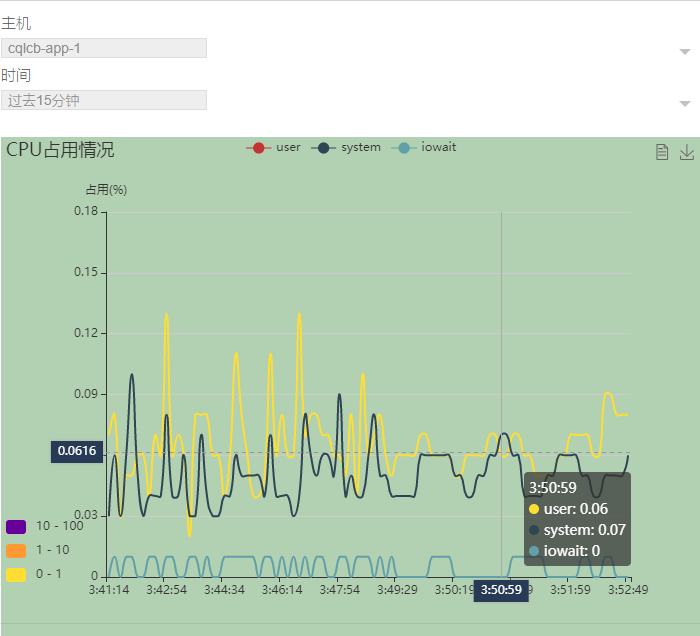 主机
cqlcb-app-1
时间
过去15分钟
CPU占用情况
user system iowait
占用(%)
0.18
0.15
0.12
0.09
0.0616
0.03
0
3:41:14 3:42:54 3:44:34 3:46:14 3:47:54 3:49:29 3:50:19 3:50:59 9 3:51:59 3:52:49
3:50:59
user: 0.06
system: 0.07
iowait: 0
10 - 100
1 - 10
0 - 1